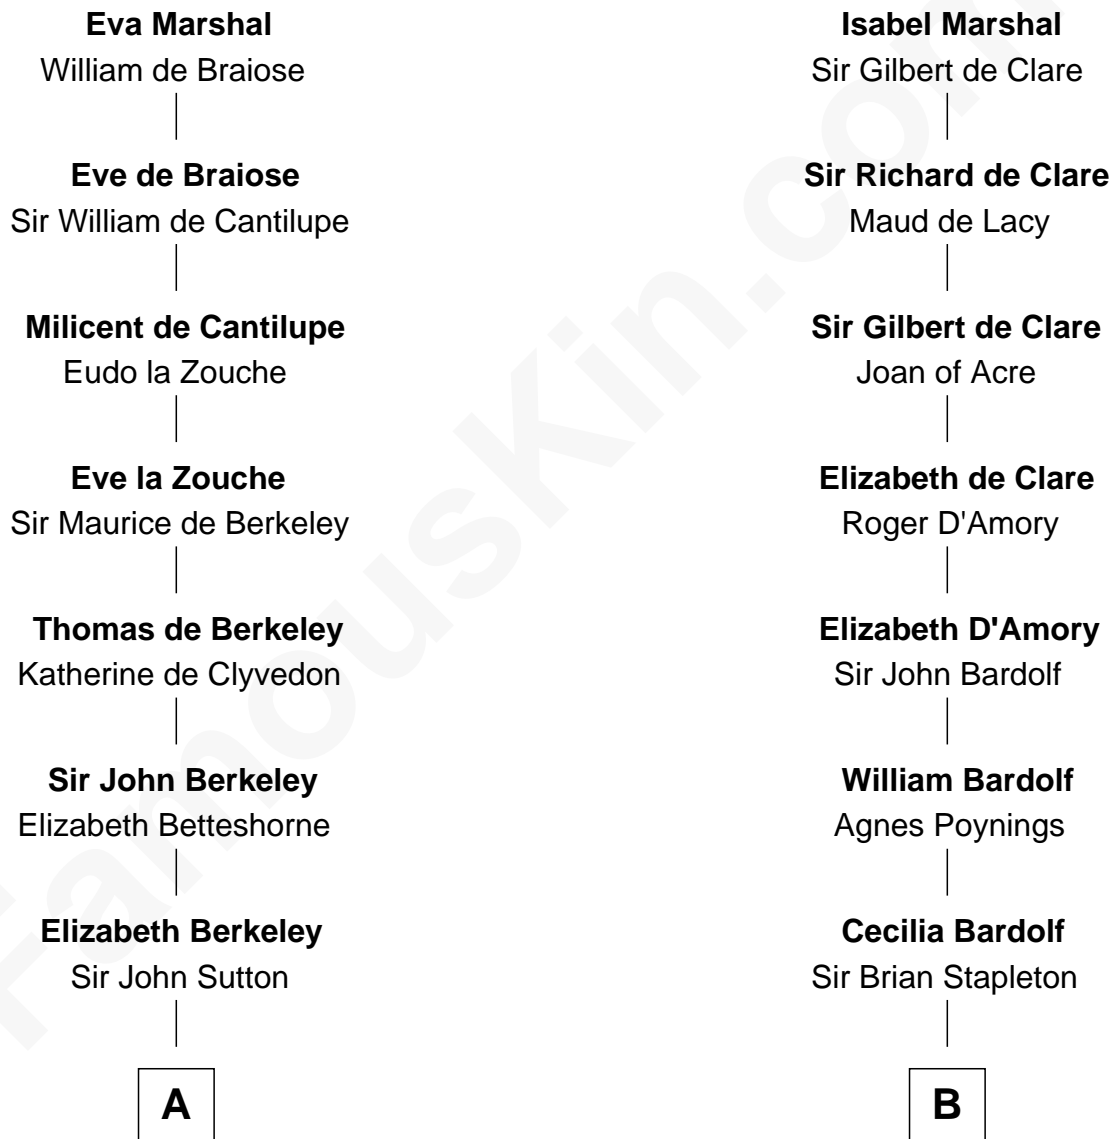 Eva Marshal
William de Braiose
Eve de Braiose
Sir William de Cantilupe
Milicent de Cantilupe
Eudo la Zouche
Eve la Zouche
Sir Maurice de Berkeley
Thomas de Berkeley
Katherine de Clyvedon
Sir John Berkeley
Elizabeth Betteshorne
Elizabeth Berkeley
Sir John Sutton
A
Isabel Marshal
Sir Gilbert de Clare
Sir Richard de Clare
Maud de Lacy
Sir Gilbert de Clare
Joan of Acre
Elizabeth de Clare
Roger D'Amory
Elizabeth D'Amory
Sir John Bardolf
William Bardolf
Agnes Poynings
Cecilia Bardolf
Sir Brian Stapleton
B
FamousKin.com